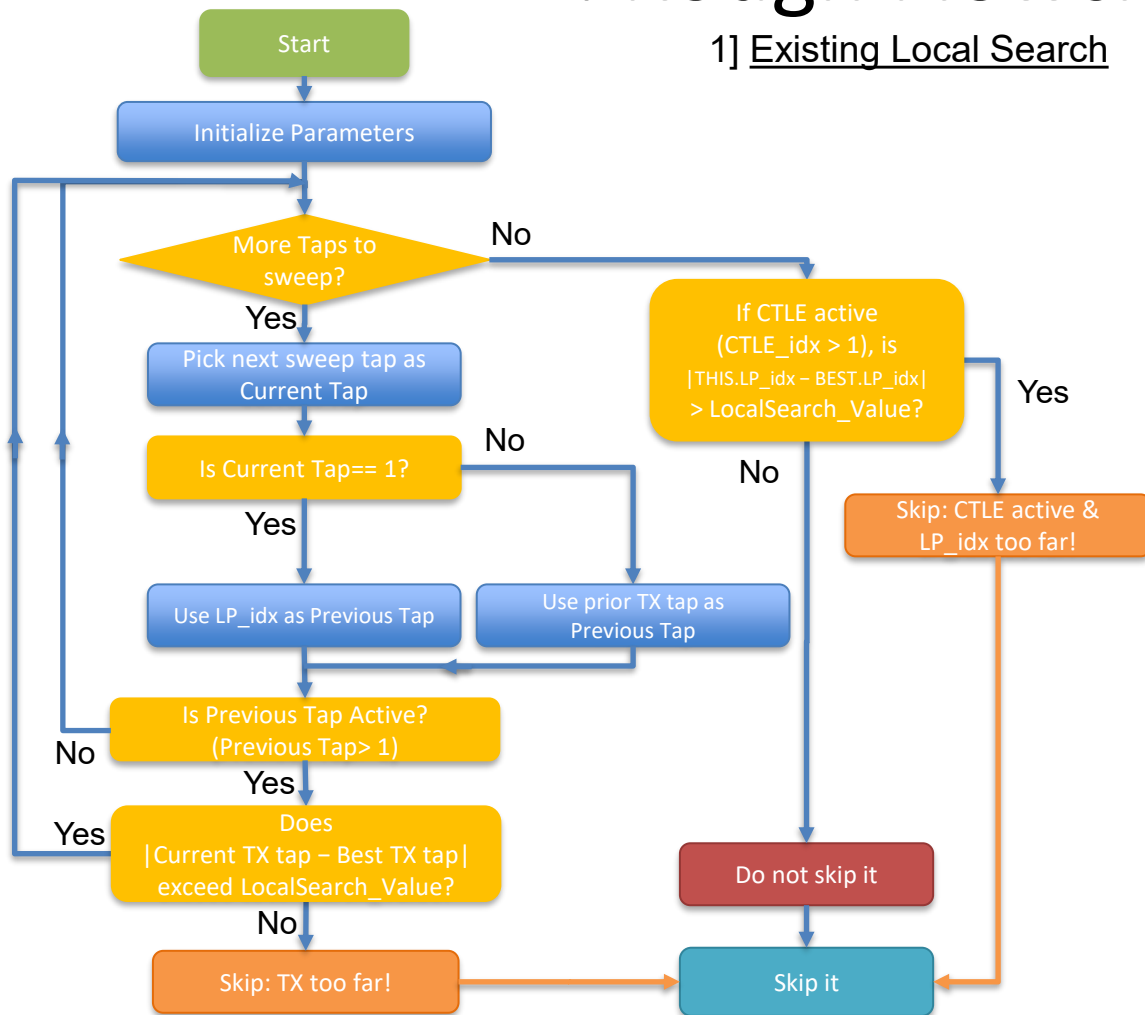 1] Existing Local Search
Start
Initialize Parameters
More Taps to
sweep?
No
Yes
Pick next sweep tap as
Current Tap
If CTLE active
(CTLE_idx > 1), is
|THIS.LP_idx – BEST.LP_idx|
> LocalSearch_Value?
Yes
No
Is Current Tap== 1?
No
Yes
Skip: CTLE active &
LP_idx too far!
Use LP_idx as Previous Tap
Use prior TX tap as
Previous Tap
Is Previous Tap Active?
(Previous Tap> 1)
No
Yes
Does
|Current TX tap – Best TX tap|
exceed LocalSearch_Value?
Yes
No
Do not skip it
Skip: TX too far!
Skip it